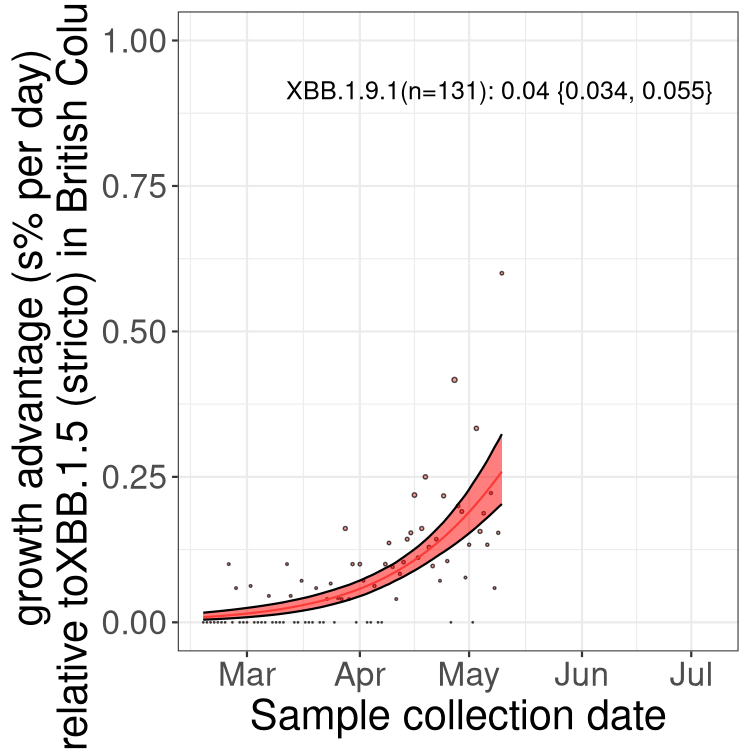 growth advantage (s% per day)
relative toXBB.1.5 (stricto) in British Colu
1.00
0.75
0.50
0.25
0.00
XBB.1.9.1(n=131): 0.04 {0.034, 0.055}
Mar Apr May Jun Jul
Sample collection date